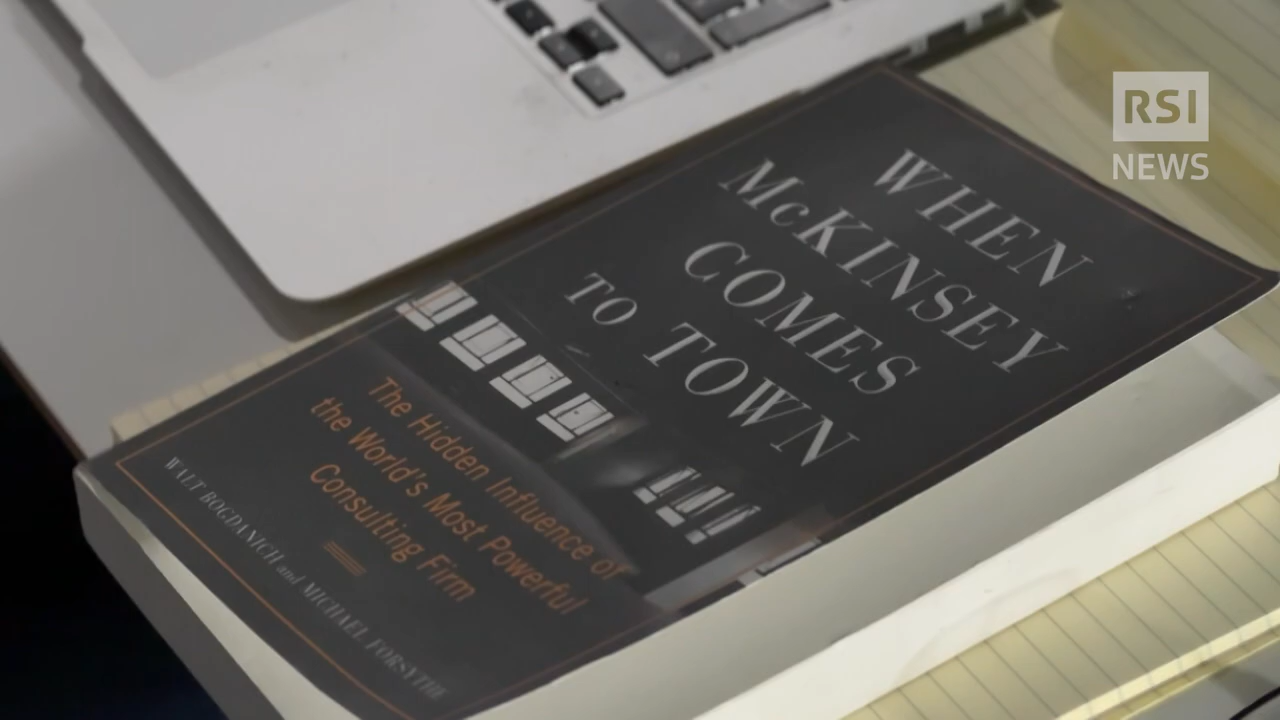 RSI
NEWS
WHEN
McKINSEY
COMES
TO TOWN
The Hidden Influence of
the World's Most Powerful
Consulting Firm
WALT BOGDANICH and MICHAEL FORSYTHE